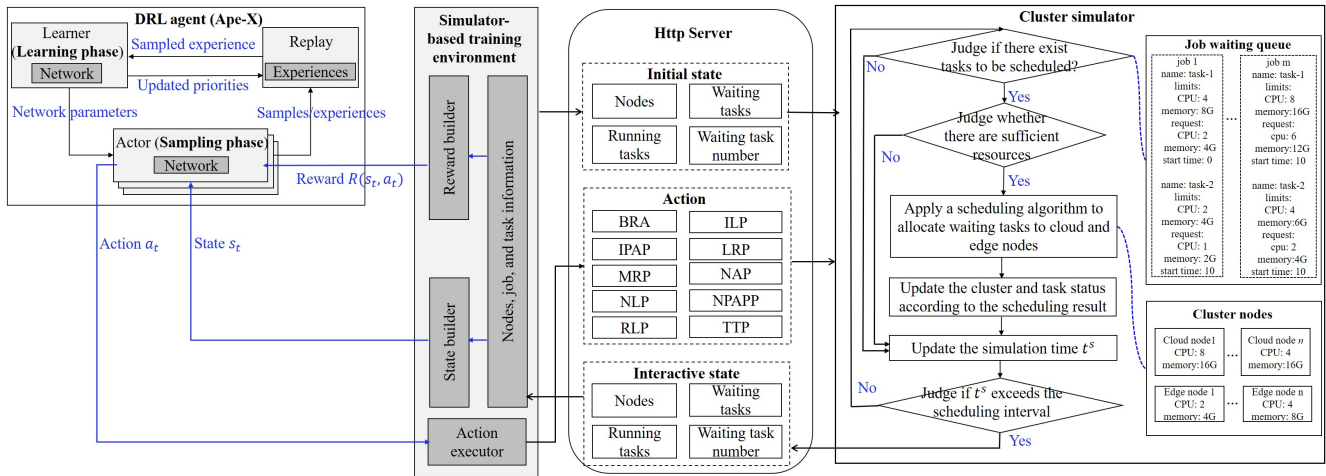 DRL agent (Ape-X)
Learner
(Learning phase)
Network
Sampled experience
Updated priorities
Replay
Experiences
Network parameters
Samples/experiences
Actor (Sampling phase)
Network
Action a_t
State s_t
Reward R(s_t, a_t)
Simulator-
based training
environment
Reward builder
State builder
Nodes, job, and task information
Action
executor
Http Server
Initial state
Nodes
Waiting
tasks
Running
tasks
Waiting task
number
Action
BRA
ILP
IPAP
LRP
MRP
NAP
NLP
NPAPP
RLP
TTP
Interactive state
Nodes
Waiting
tasks
Running
tasks
Waiting task
number
Cluster simulator
Judge if there exist
tasks to be scheduled?
No
Yes
Judge whether
there are sufficient
resources
No
Yes
Apply a scheduling algorithm to
allocate waiting tasks to cloud and
edge nodes
Update the cluster and task status
according to the scheduling result
Update the simulation time t^s
No
Judge if t^s exceeds the
scheduling interval
Yes
Job waiting queue
job 1
name: task-1
limits:
CPU: 4
memory: 8G
request:
CPU: 2
memory: 4G
start time: 0
name: task-2
limits:
CPU: 2
memory: 4G
request:
CPU: 1
memory: 2G
start time: 10
...
job m
name: task-1
limits:
CPU: 8
memory:16G
request:
cpu: 6
memory:12G
start time: 10
name: task-2
limits:
CPU: 4
memory:6G
request:
cpu: 2
memory:4G
start time: 10
Cluster nodes
Cloud node1
CPU: 8
memory:16G
...
Cloud node n
CPU: 4
memory:16G
Edge node 1
CPU: 2
memory: 4G
...
Edge node n
CPU: 4
memory: 8G